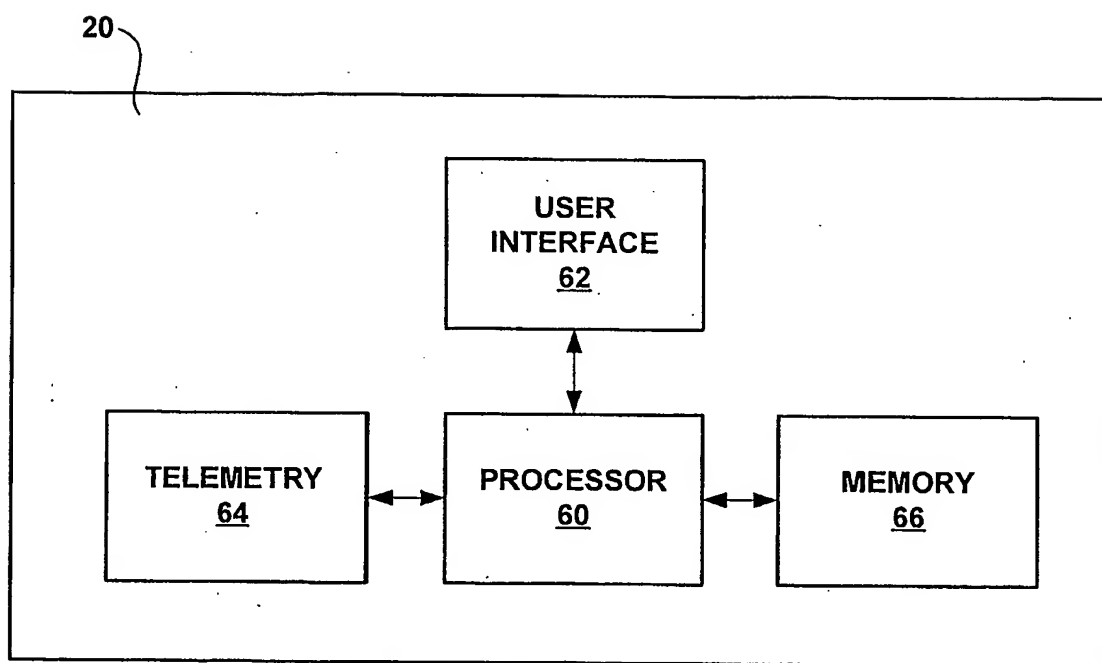 20
USER
INTERFACE
62
TELEMETRY
64
PROCESSOR
60
MEMORY
66